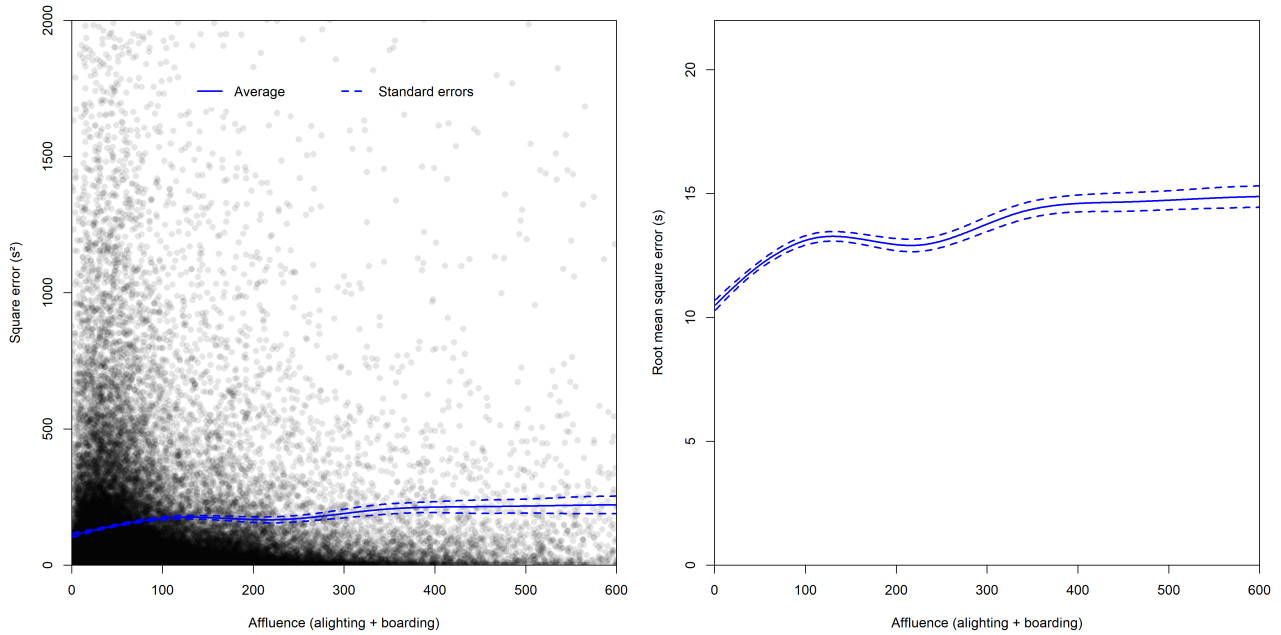 2000
1500
1000
500
0
Square error (s²)
Average
Standard errors
0 100 200 300 400 500 600
Affluence (alighting + boarding)
20
15
10
5
0
Root mean sqaure error (s)
0 100 200 300 400 500 600
Affluence (alighting + boarding)